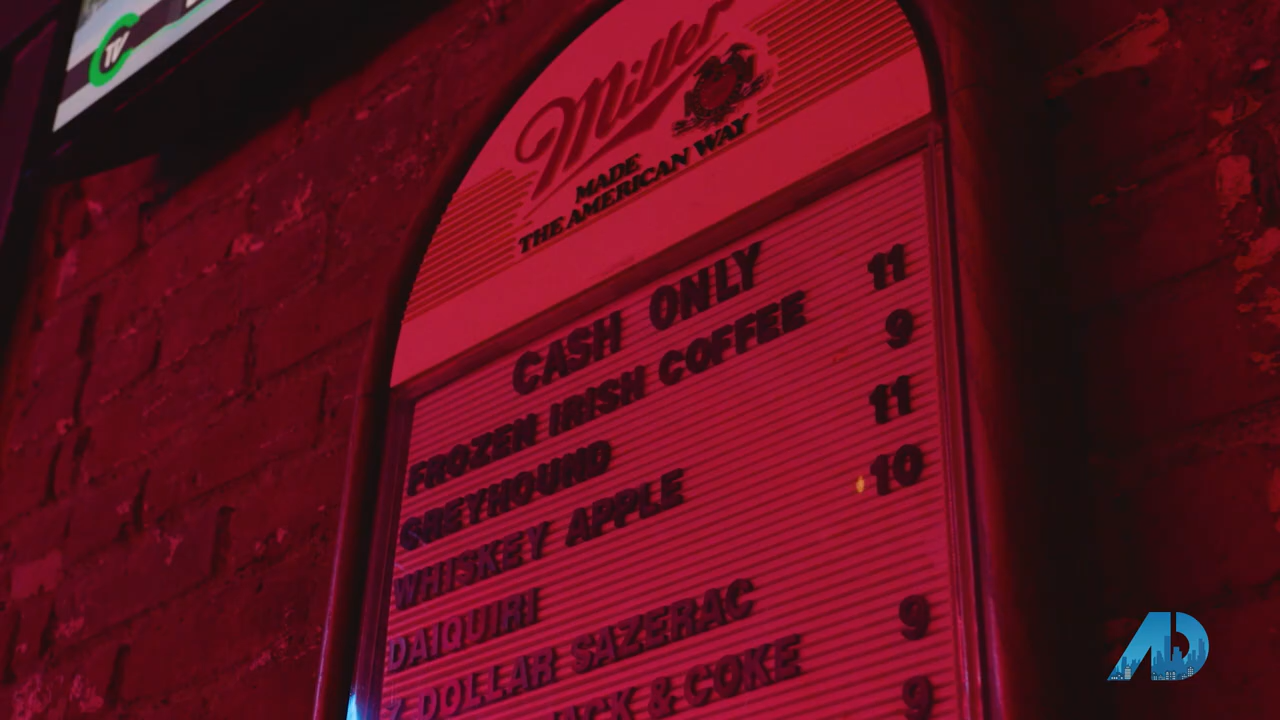 TV
Miller
MADE
THE AMERICAN WAY
CASH ONLY
FROZEN IRISH COFFEE 11
GREYHOUND 9
WHISKEY APPLE 11
DAIQUIRI 10
DOLLAR SAZERAC 9
& COKE 9
AD